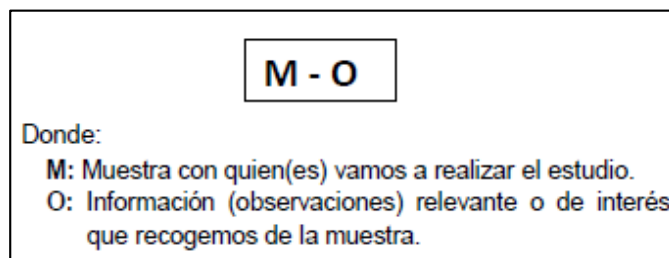 M - O
Donde:
M: Muestra con quien(es) vamos a realizar el estudio.
O: Información (observaciones) relevante o de interés
que recogemos de la muestra.